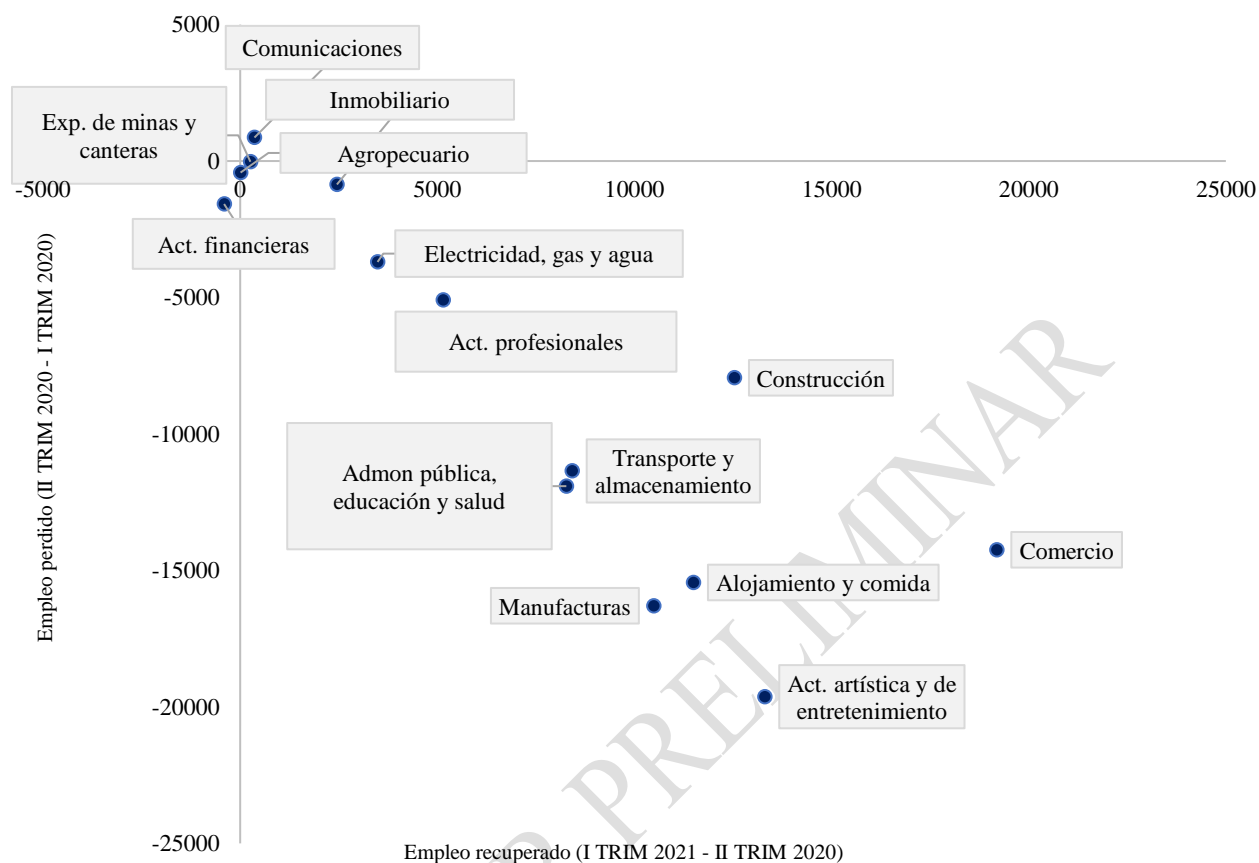 5000
Comunicaciones
Inmobiliario
Exp. de minas y
canteras
Agropecuario
0
-5000
0
5000
10000
15000
20000
25000
Act. financieras
Electricidad, gas y agua
-5000
Act. profesionales
Construcción
-10000
Admon pública,
educación y salud
Transporte y
almacenamiento
Comercio
-15000
Alojamiento y comida
Manufacturas
Act. artística y de
entretenimiento
-20000
-25000
Empleo perdido (II TRIM 2020 - I TRIM 2020)
Empleo recuperado (I TRIM 2021 - II TRIM 2020)
PRELIMINAR